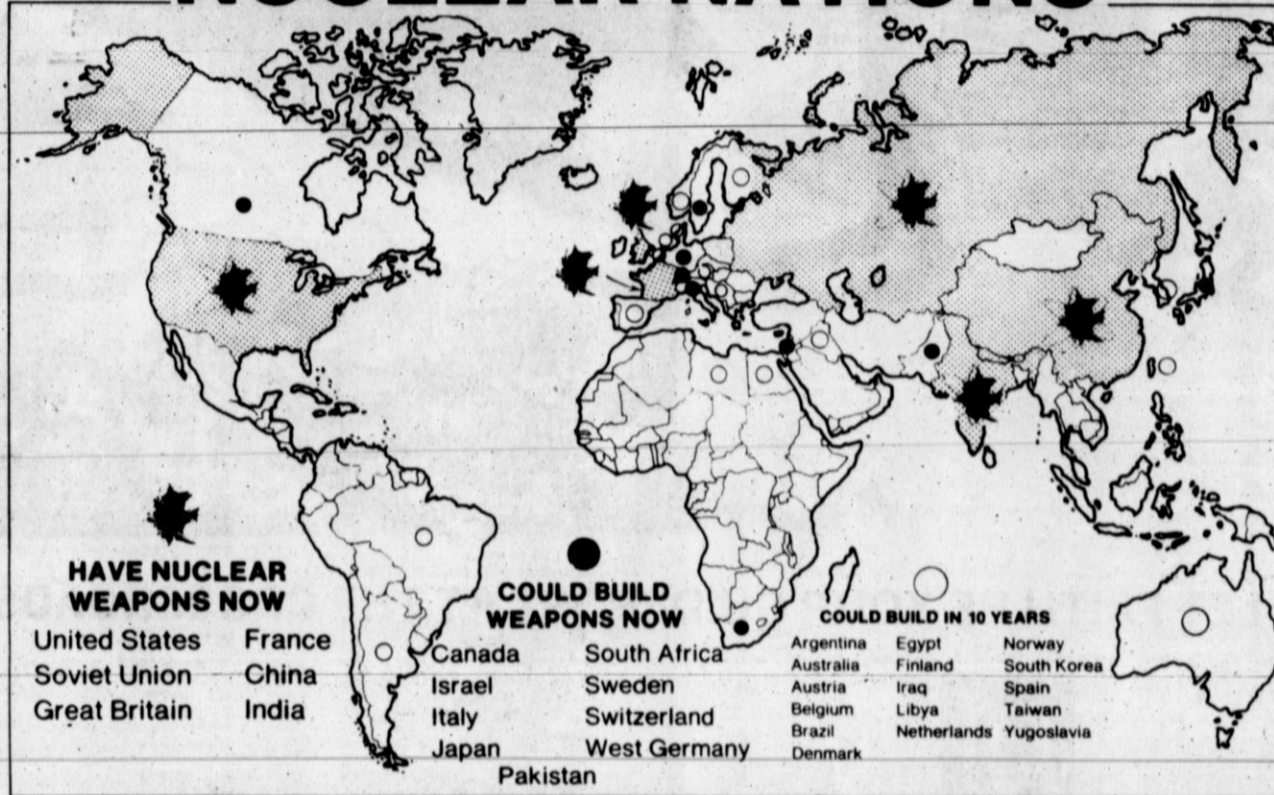 NUCLEAR NATIONS
HAVE NUCLEAR
WEAPONS NOW
United States France
Soviet Union China
Great Britain India
COULD BUILD
WEAPONS NOW
Canada South Africa
Israel Sweden
Italy Switzerland
Japan West Germany
Pakistan
COULD BUILD IN 10 YEARS
Argentina Egypt Norway
Australia Finland South Korea
Austria Iraq Spain
Belgium Libya Taiwan
Brazil Netherlands Yugoslavia
Denmark